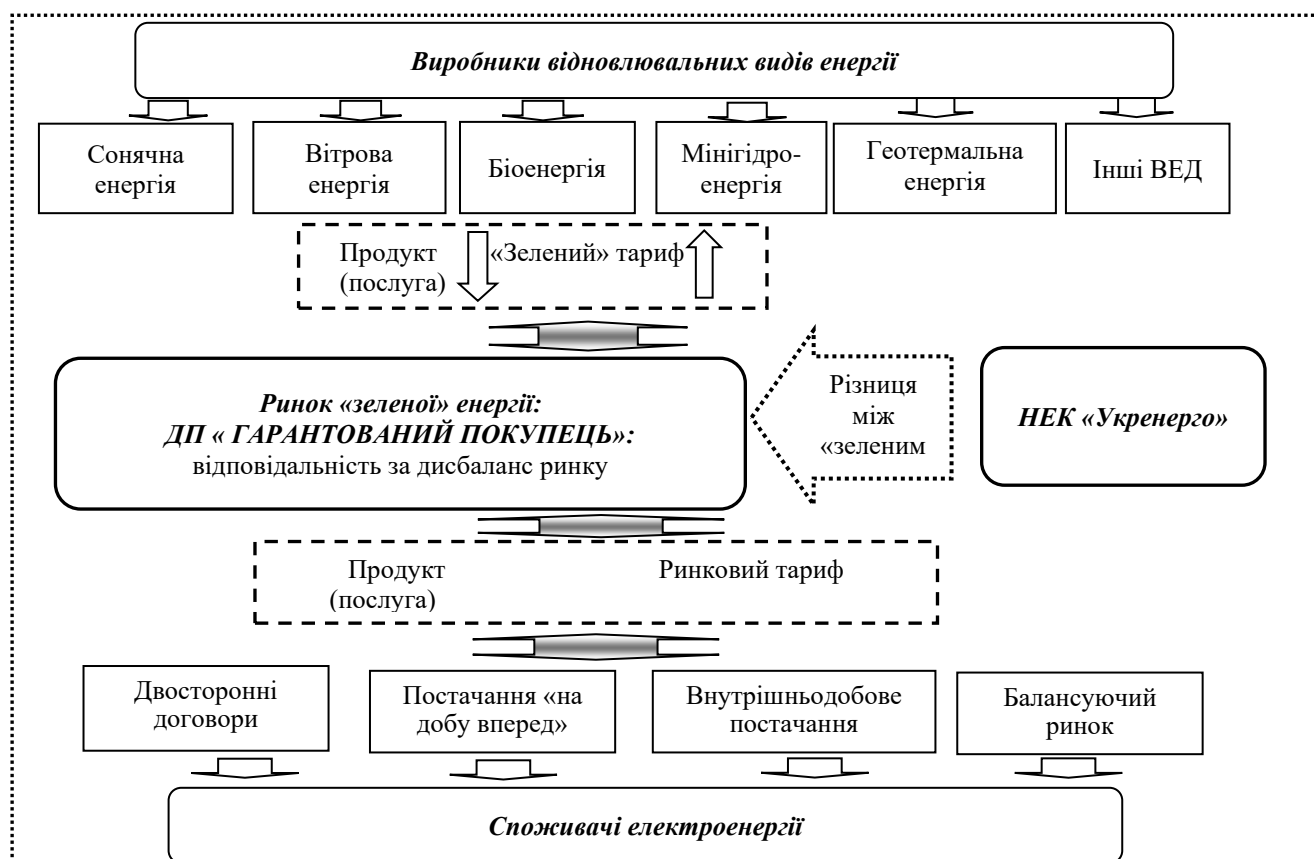 Виробники відновлювальних видів енергії
Сонячна
енергія
Вітрова
енергія
Біоенергія
Мінігідро-
енергія
Геотермальна
енергія
Інші ВЕД
Продукт
(послуга)
«Зелений» тариф
Ринок «зеленої» енергії:
ДП « ГАРАНТОВАНИЙ ПОКУПЕЦЬ»:
відповідальність за дисбаланс ринку
Різниця
між
«зеленим
НЕК «Укренерго»
Продукт
(послуга)
Ринковий тариф
Двосторонні
договори
Постачання «на
добу вперед»
Внутрішньодобове
постачання
Балансуючий
ринок
Споживачі електроенергії